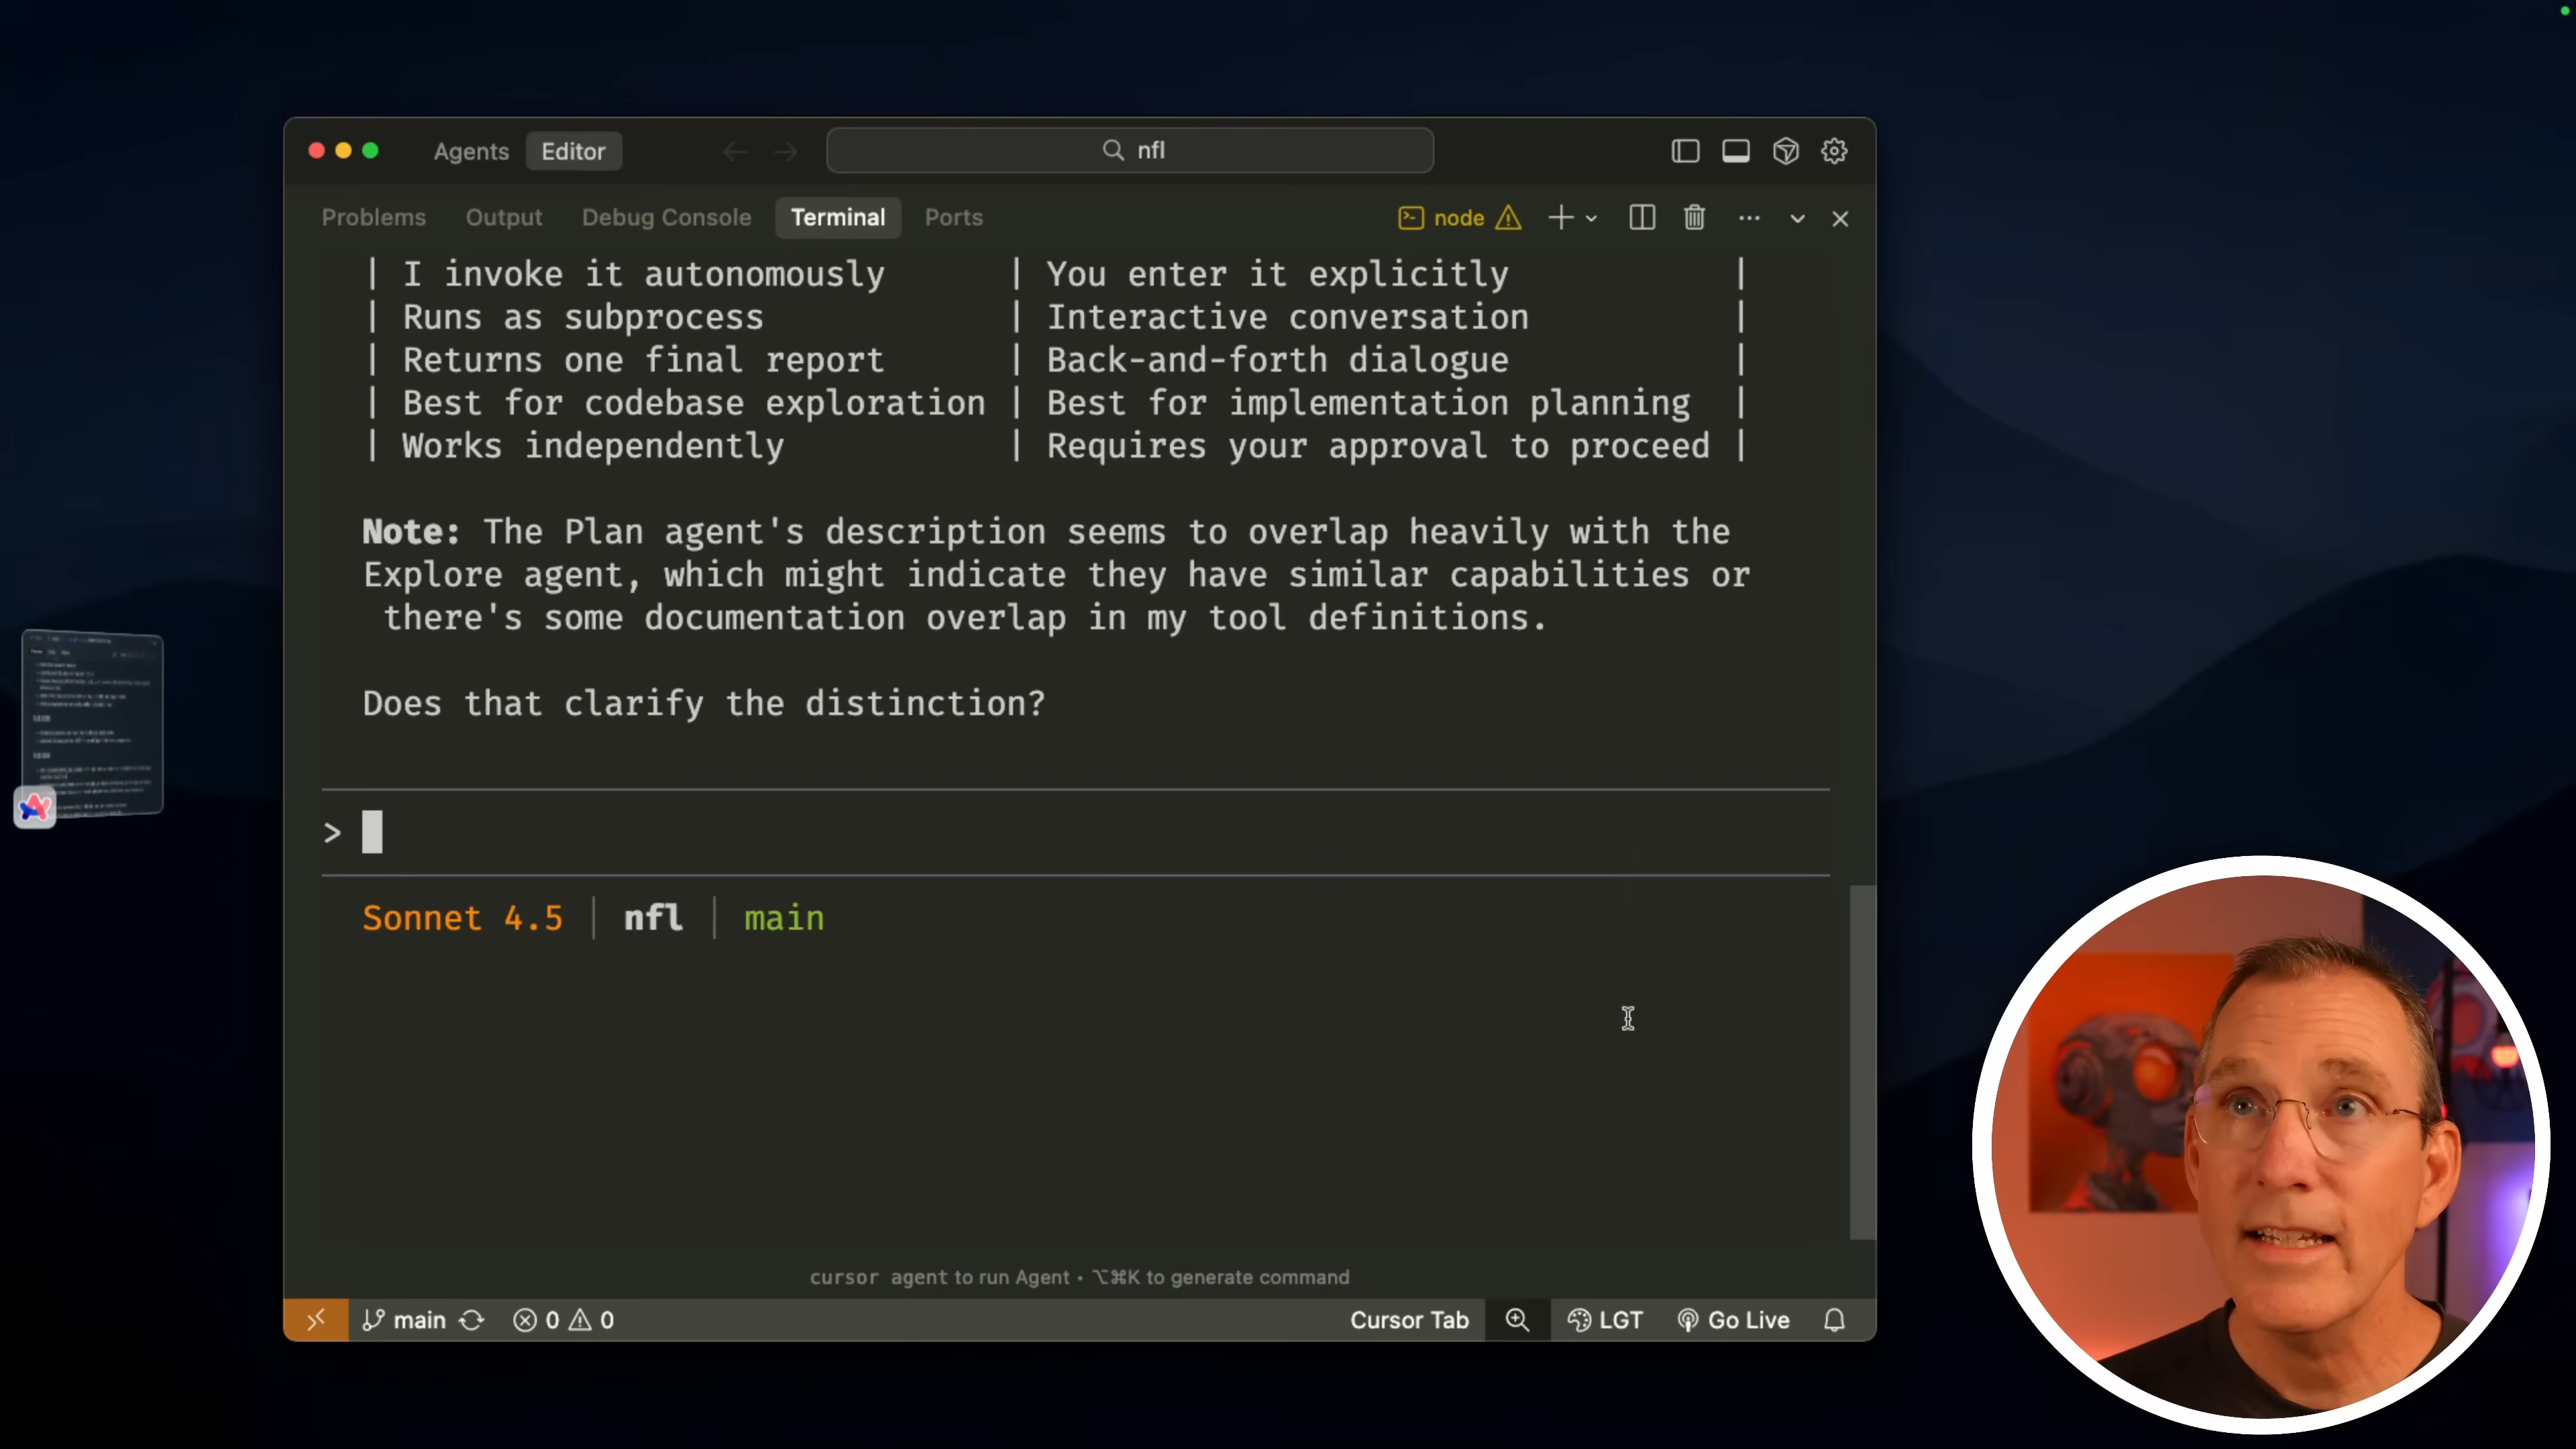 Agents Editor nfl
Problems Output Debug Console Terminal Ports node
| I invoke it autonomously | You enter it explicitly |
| Runs as subprocess | Interactive conversation |
| Returns one final report | Back-and-forth dialogue |
| Best for codebase exploration | Best for implementation planning |
| Works independently | Requires your approval to proceed |
Note: The Plan agent's description seems to overlap heavily with the
Explore agent, which might indicate they have similar capabilities or
there's some documentation overlap in my tool definitions.
Does that clarify the distinction?
>
Sonnet 4.5 | nfl | main
cursor agent to run Agent • ⌥⌘K to generate command
main 0 0 Cursor Tab LGT Go Live